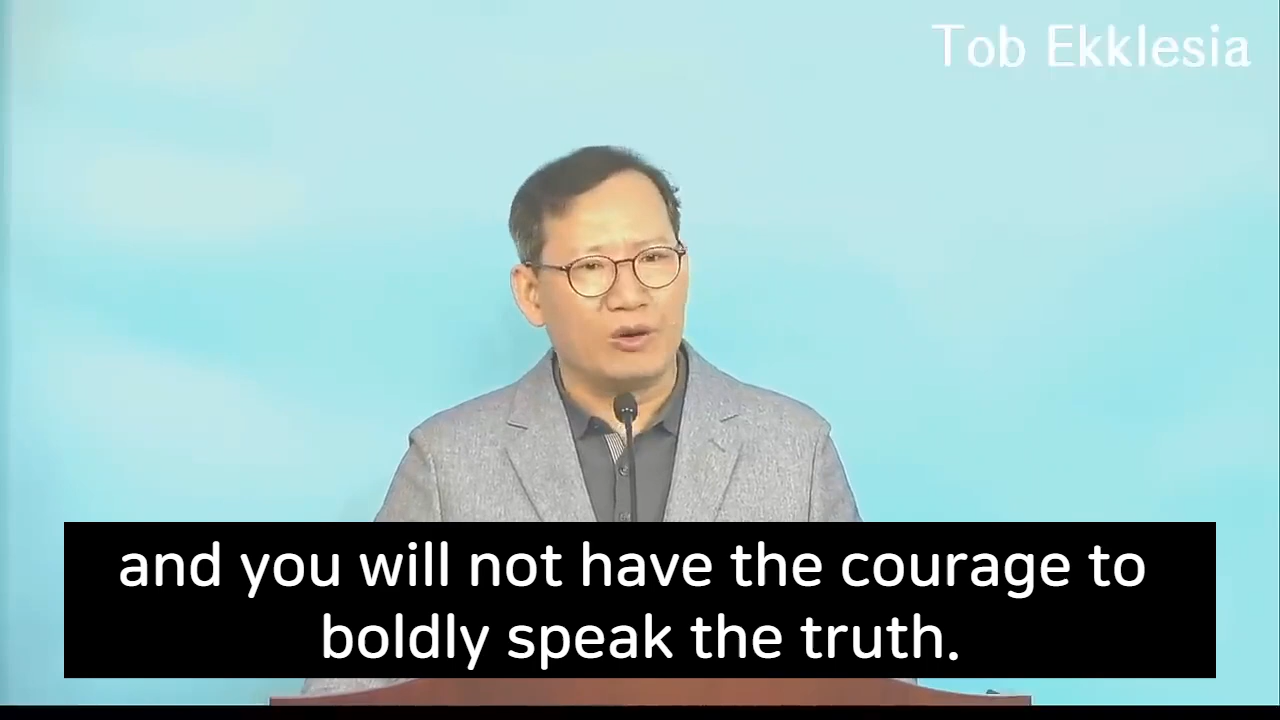 Tob Ekklesia
and you will not have the courage to
boldly speak the truth.